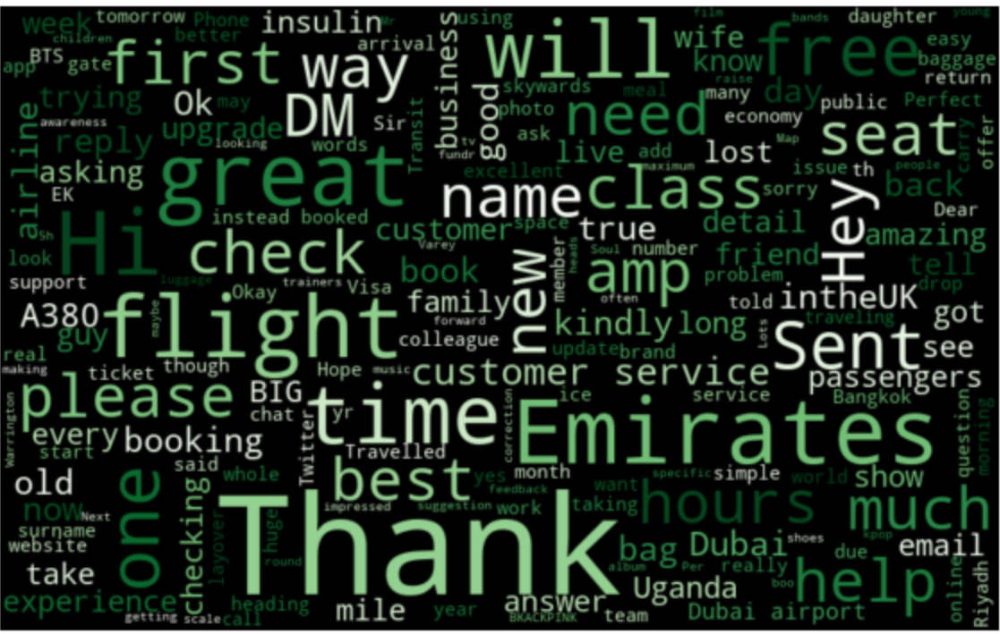 week
tomorrow
Phone
insulin
using
film
bands
daughter
young
children
better
Mr
will
wife
free
easy
BTS
arrival
business
know
baggage
app
gate
first
way
skywards
raise
return
trying
Ok
may
DM
good
photo
need
meal
many
day
public
Perfect
awareness
upgrade
Sir
Transit
economy
reply
looking
words
tv
fundr
ask
live
add
Map
lost
seat
carry
offer
airline
asking
great
excellent
maximum
issue
th
people
EK
name
class
sorry
Hey
back
Hi
instead
booked
customer
space
true
detail
Dear
Sh
check
Varey
Soul
number
friend
amazing
look
book
new
member
heads
amp
problem
tell
luggage
trainers
Visa
drop
support
Okay
family
often
told
intheUK
A380
flight
maybe
forward
kindly
long
traveling
got
guy
colleague
update
brand
Lots
Sent
see
real
making
ticket
though
Hope
music
customer service
passengers
please
BIG
time
ice
service
Bangkok
Warrington
chat
yr
correction
Emirates
question
morning
every
booking
Twitter
Travelled
start
said
whole
best
yes
month
specific
simple
world
show
old
one
checking
feedback
want
now
Next
impressed
suggestion
work
taking
hours
much
surname
layover
huge
Thank
website
round
bag
Dubai
shoes
kpop
email
take
album
Per
really
due
help
online
Riyadh
experience
heading
answer
Uganda
boo
getting
scale
call
mile
year
BKACKPINK
team
Dubai airport